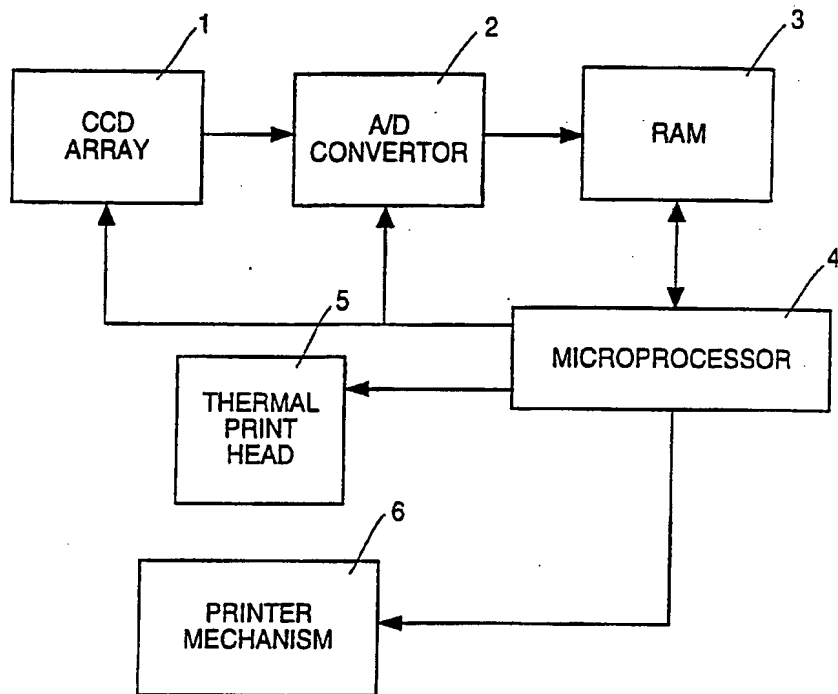 1
CCD
ARRAY
2
A/D
CONVERTOR
3
RAM
4
MICROPROCESSOR
5
THERMAL
PRINT
HEAD
6
PRINTER
MECHANISM